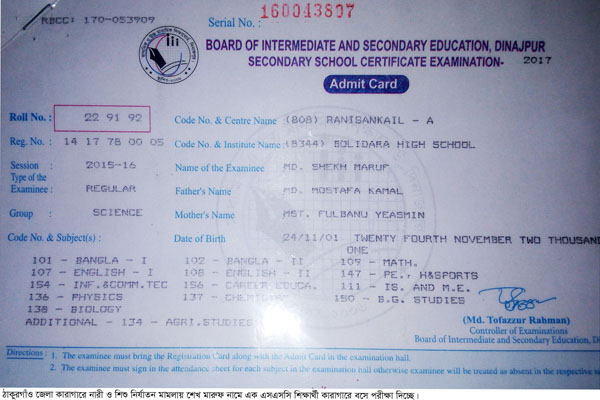 RBCC: 170-053909
Serial No. : 160043807
BOARD OF INTERMEDIATE AND SECONDARY EDUCATION, DINAJPUR
SECONDARY SCHOOL CERTIFICATE EXAMINATION- 2017
Admit Card
Roll No. : 22 91 92 Code No. & Centre Name : (808) RANISANKAIL - A
Reg. No. : 14 17 78 00 05 Code No. & Institute Name : (8344) BOLIDARA HIGH SCHOOL
Session : 2015-16 Name of the Examinee : MD. SHEKH MARUF
Type of the Examinee : REGULAR Father's Name : MD. MOSTAFA KAMAL
Group : SCIENCE Mother's Name : MST. FULBANU YEASMIN
Code No. & Subject(s) : Date of Birth : 24/11/01 TWENTY FOURTH NOVEMBER TWO THOUSAND
ONE
101 - BANGLA - I 102 - BANGLA - II 109 - MATH.
107 - ENGLISH - I 108 - ENGLISH - II 147 - PE., H&SPORTS
154 - INF.&COMM.TEC 156 - CAREER EDUCA. 111 - IS. AND M.E.
136 - PHYSICS 137 - CHEMISTRY 150 - B.G. STUDIES
138 - BIOLOGY
ADDITIONAL - 134 - AGRI.STUDIES
(Md. Tofazzur Rahman)
Controller of Examinations
Board of Intermediate and Secondary Education, Di
Directions : 1. The examinee must bring the Registration Card along with the Admit Card in the examination hall.
2. The examinee must sign in the attendance sheet for each subject in the examination hall otherwise examinee will be treated as absent in the respective
ঠাকুরগাঁও জেলা কারাগারে নারী ও শিশু নির্যাতন মামলায় শেখ মারুফ নামে এক এসএসসি শিক্ষার্থী কারাগারে বসে পরীক্ষা দিচ্ছে।